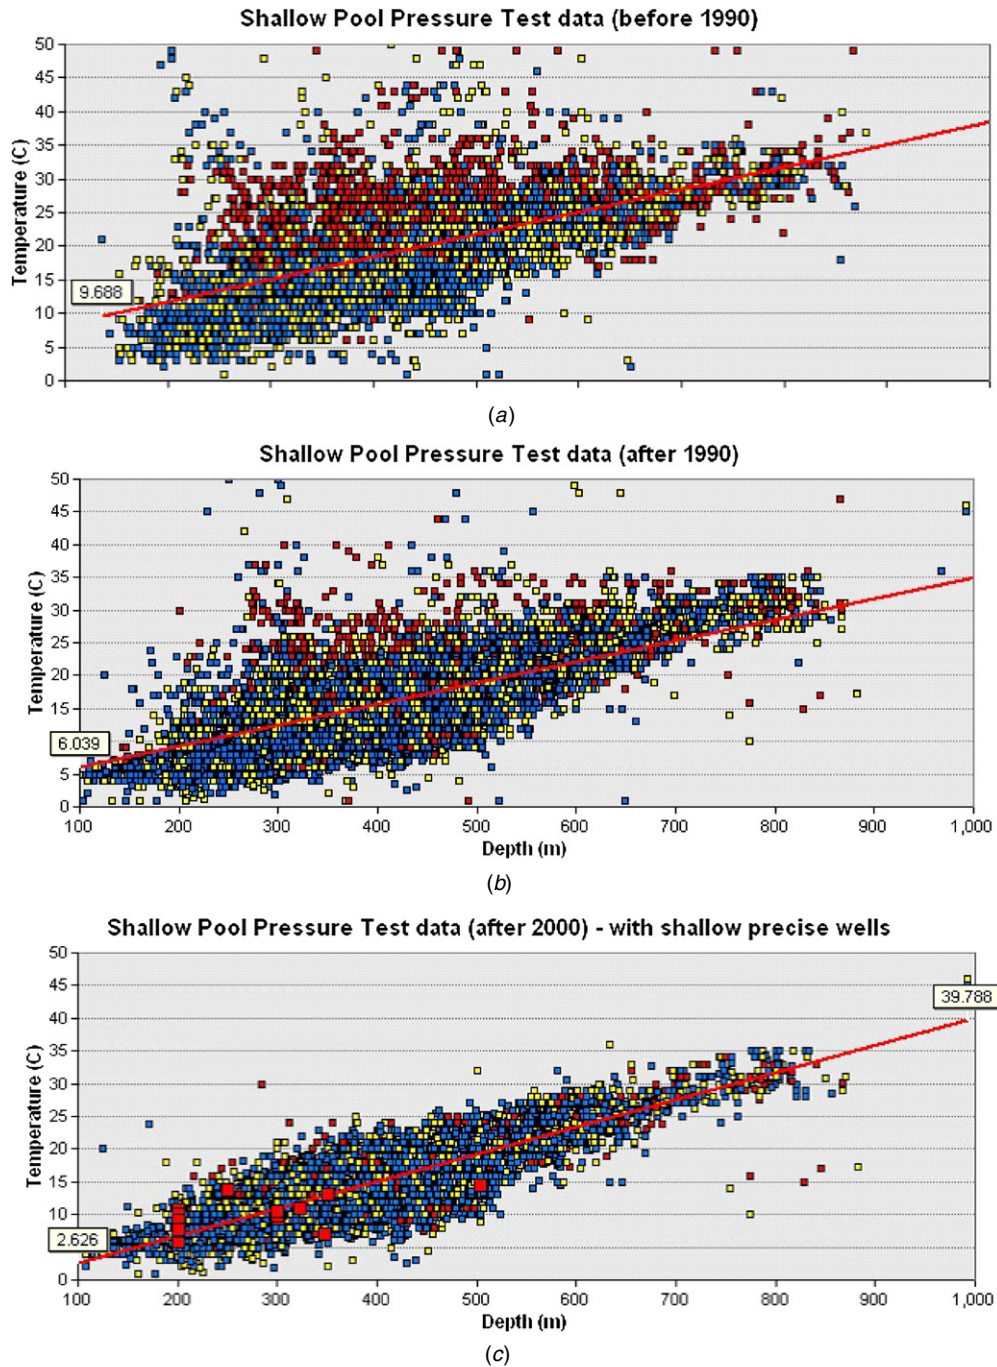 Shallow Pool Pressure Test data (before 1990)
50
45
40
35
30
25
20
15
10
5
0
Temperature (C)
9.688
(a)
Shallow Pool Pressure Test data (after 1990)
50
45
40
35
30
25
20
15
5
0
Temperature (C)
6.039
100 200 300 400 500 600 700 800 900 1,000
Depth (m)
(b)
Shallow Pool Pressure Test data (after 2000) - with shallow precise wells
50
45
40
35
30
25
20
15
10
0
Temperature (C)
39.788
2.626
100 200 300 400 500 600 700 800 900 1,000
Depth (m)
(c)